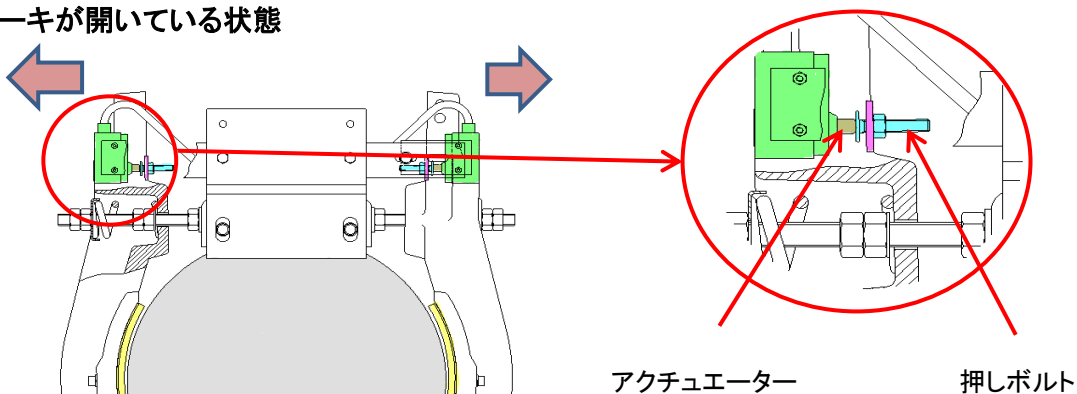 ーキが開いている状態
アクチュエーター
押しボルト